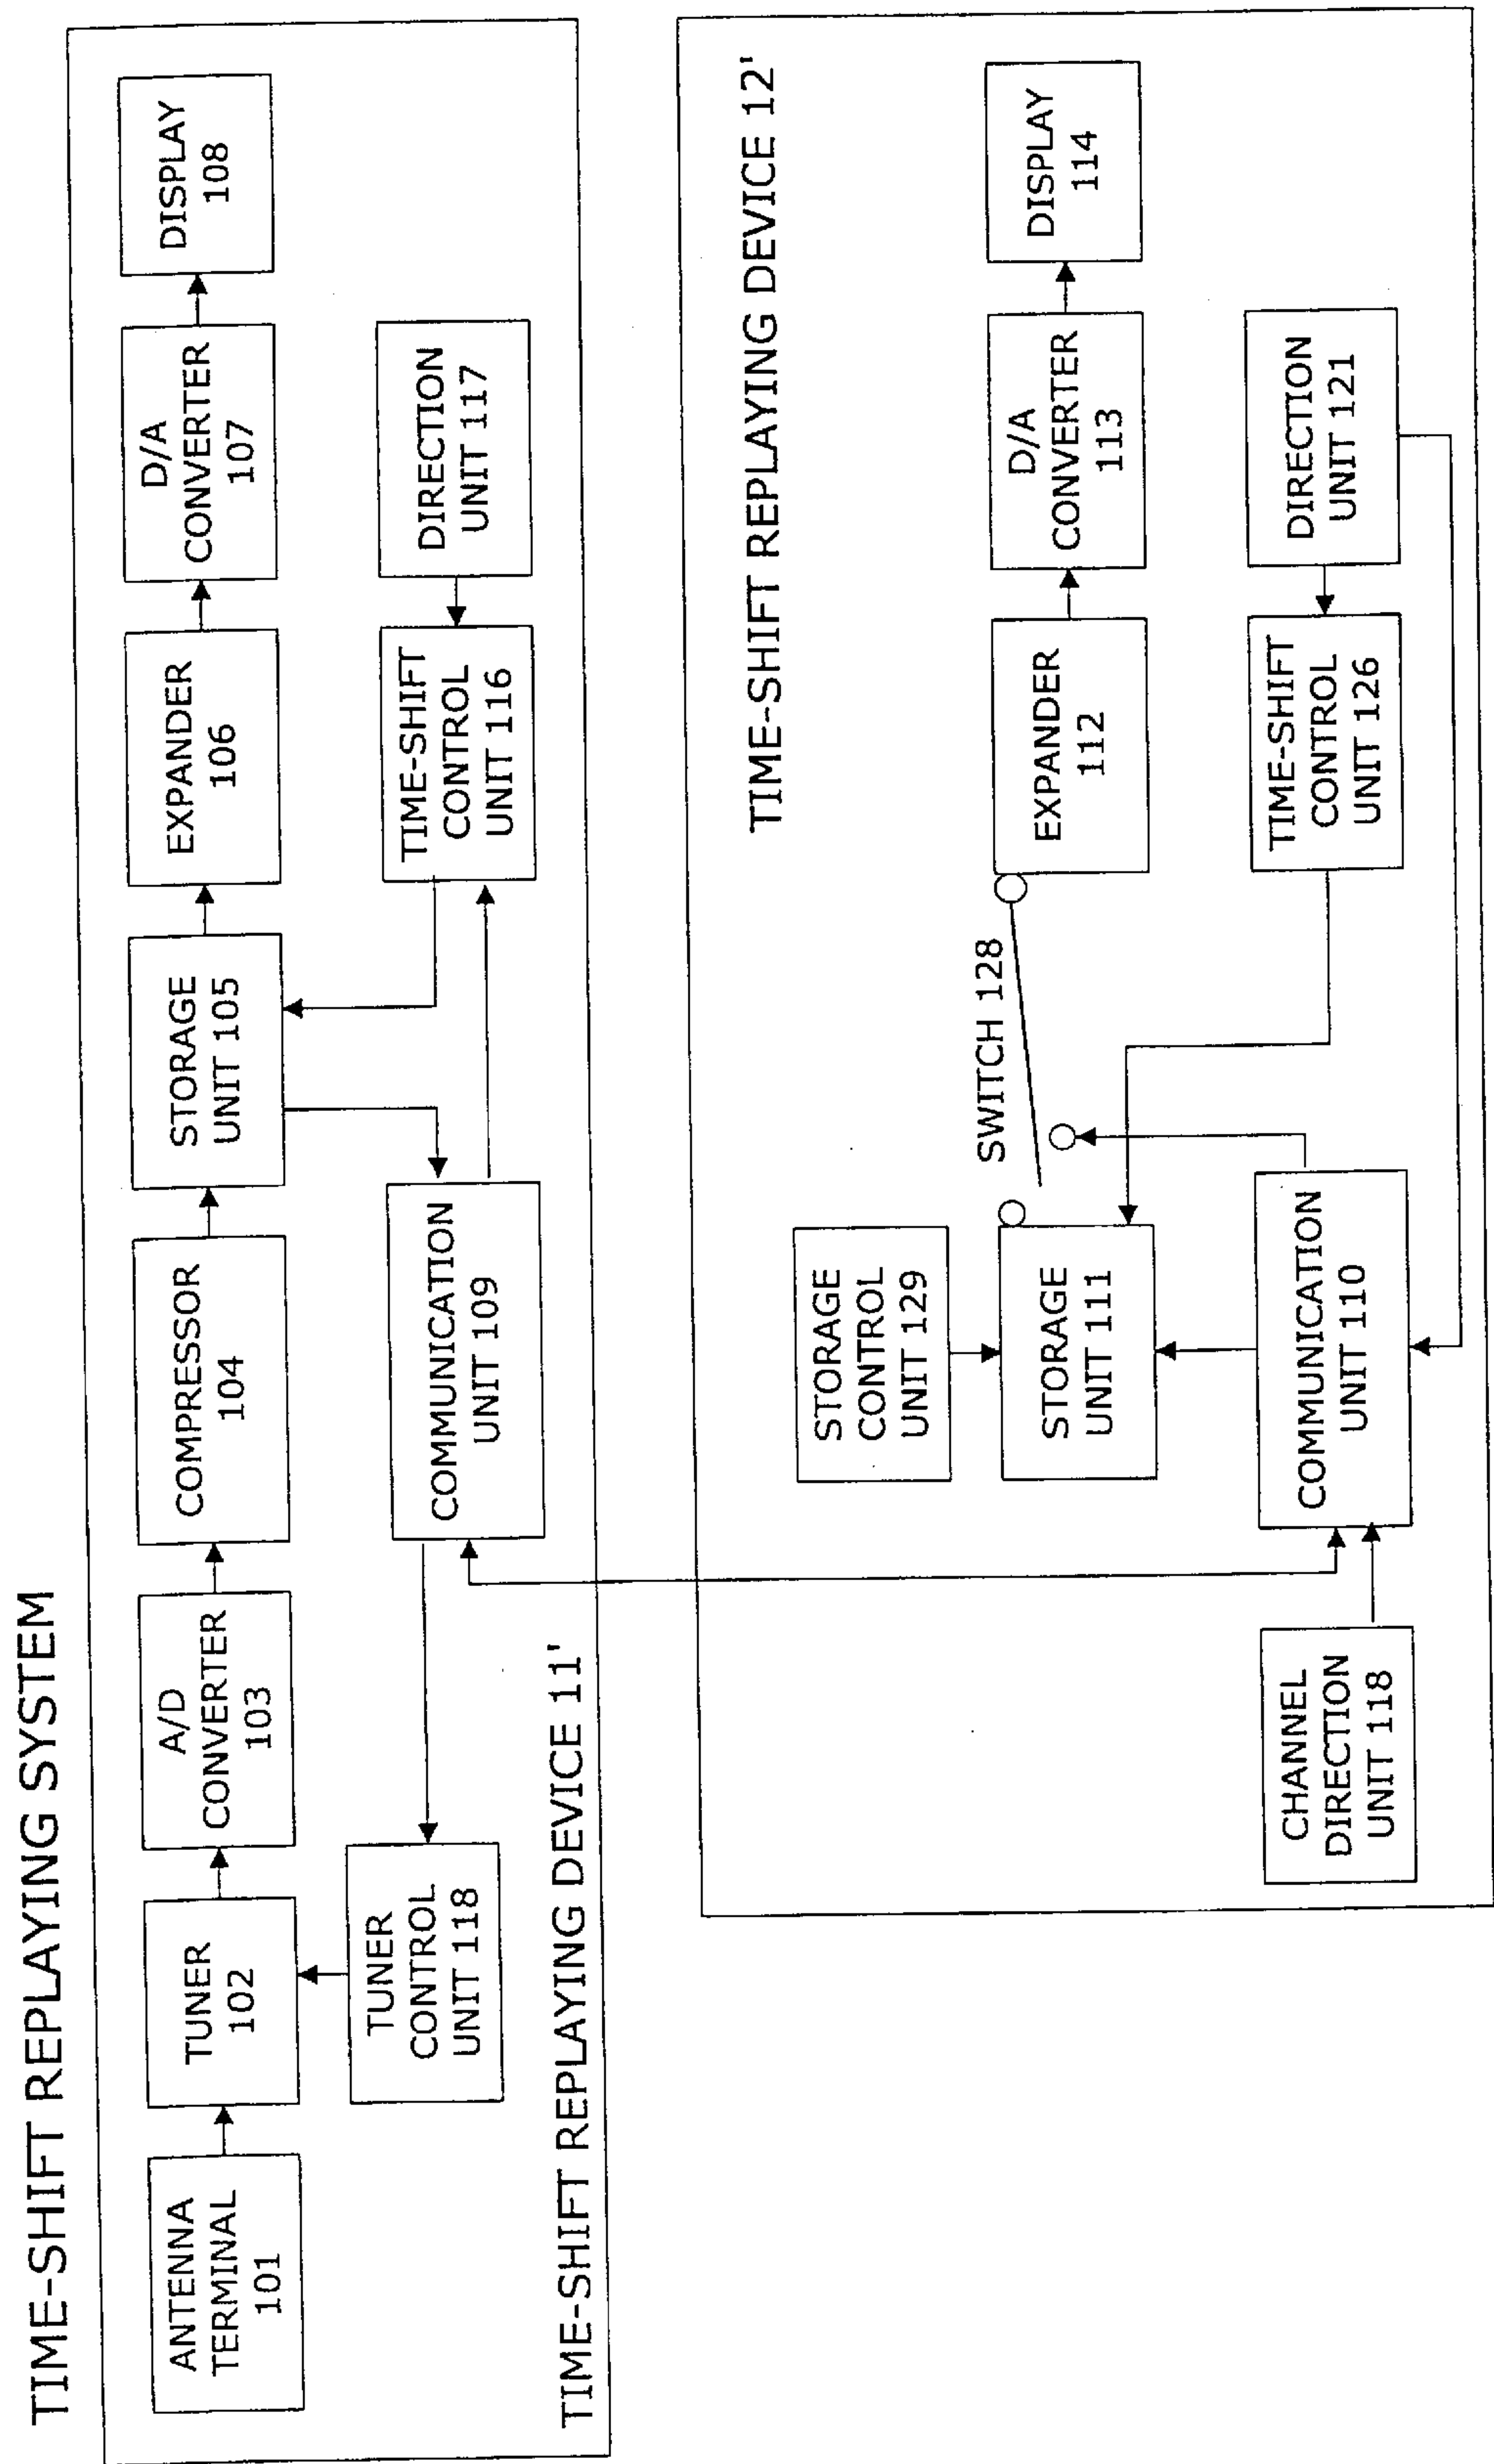 TIME-SHIFT REPLAYING SYSTEM
ANTENNA
TERMINAL
101
TUNER
102
A/D
CONVERTER
103
COMPRESSOR
104
STORAGE
UNIT 105
EXPANDER
106
D/A
CONVERTER
107
DISPLAY
108
TUNER
CONTROL
UNIT 118
COMMUNICATION
UNIT 109
TIME-SHIFT
CONTROL
UNIT 116
DIRECTION
UNIT 117
TIME-SHIFT REPLAYING DEVICE 11'
TIME-SHIFT REPLAYING DEVICE 12'
STORAGE
CONTROL
UNIT 129
SWITCH 128
STORAGE
UNIT 111
EXPANDER
112
D/A
CONVERTER
113
DISPLAY
114
CHANNEL
DIRECTION
UNIT 118
COMMUNICATION
UNIT 110
TIME-SHIFT
CONTROL
UNIT 126
DIRECTION
UNIT 121